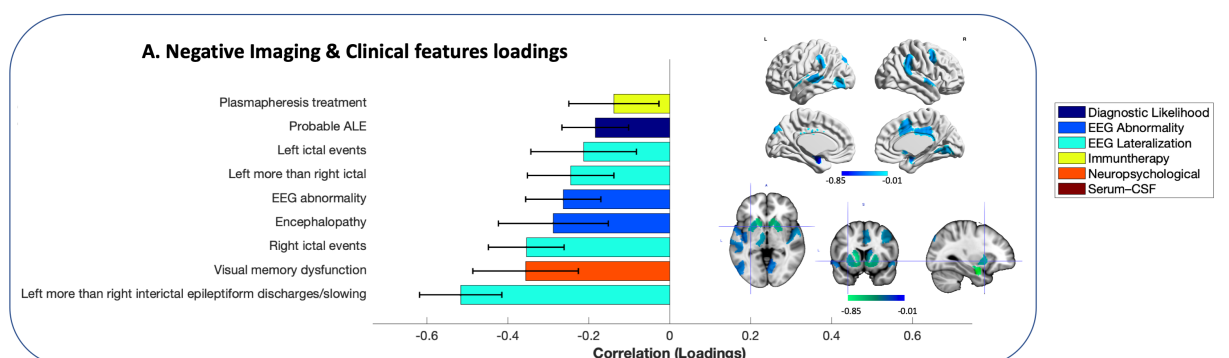 A. Negative Imaging & Clinical features loadings
Plasmapheresis treatment
Probable ALE
Left ictal events
Left more than right ictal
EEG abnormality
Encephalopathy
Right ictal events
Visual memory dysfunction
Left more than right interictal epileptiform discharges/slowing
-0.6 -0.4 -0.2 0 0.2 0.4 0.6
Correlation (Loadings)
L R
-0.85 -0.01
-0.85 -0.01
Diagnostic Likelihood
EEG Abnormality
EEG Lateralization
Immuntherapy
Neuropsychological
Serum-CSF